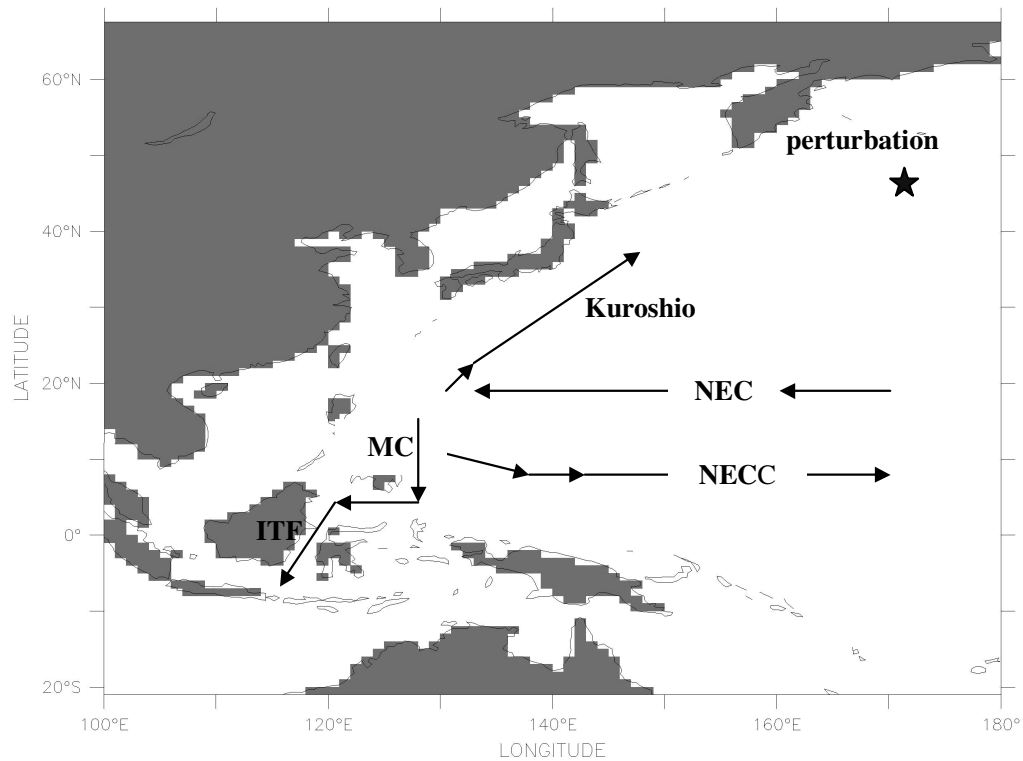 60°N
perturbation
40°N
Kuroshio
LATITUDE
20°N
NEC
MC
NECC
ITF
0°
20°S
100°E
120°E
140°E
160°E
180°
LONGITUDE